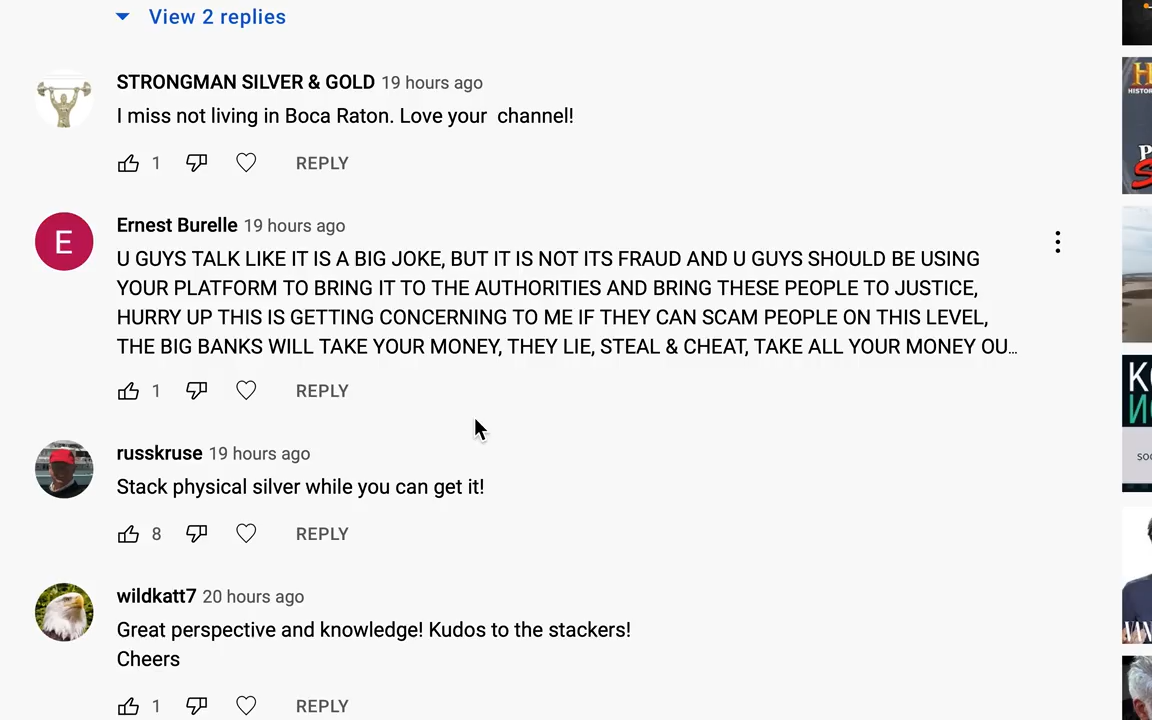 View 2 replies
STRONGMAN SILVER & GOLD 19 hours ago
I miss not living in Boca Raton. Love your channel!
1 REPLY
E
Ernest Burelle 19 hours ago
U GUYS TALK LIKE IT IS A BIG JOKE, BUT IT IS NOT ITS FRAUD AND U GUYS SHOULD BE USING
YOUR PLATFORM TO BRING IT TO THE AUTHORITIES AND BRING THESE PEOPLE TO JUSTICE,
HURRY UP THIS IS GETTING CONCERNING TO ME IF THEY CAN SCAM PEOPLE ON THIS LEVEL,
THE BIG BANKS WILL TAKE YOUR MONEY, THEY LIE, STEAL & CHEAT, TAKE ALL YOUR MONEY OU…
1 REPLY
russkruse 19 hours ago
Stack physical silver while you can get it!
8 REPLY
wildkatt7 20 hours ago
Great perspective and knowledge! Kudos to the stackers!
Cheers
1 REPLY